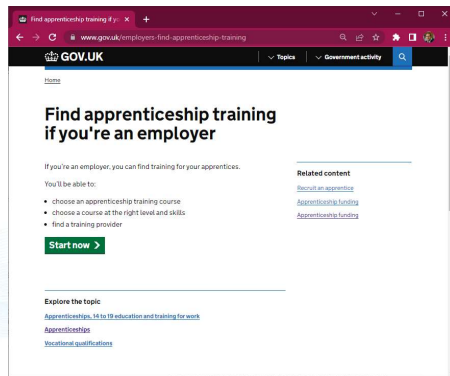 Find apprenticeship training if yo
www.gov.uk/employers-find-apprenticeship-training
GOV.UK
Topics
Government activity
Home
Find apprenticeship training
if you're an employer
If you're an employer, you can find training for your apprentices.
You'll be able to:
• choose an apprenticeship training course
• choose a course at the right level and skills
• find a training provider
Start now
Related content
Recruit an apprentice
Apprenticeship funding
Apprenticeship funding
Explore the topic
Apprenticeships, 14 to 19 education and training for work
Apprenticeships
Vocational qualifications